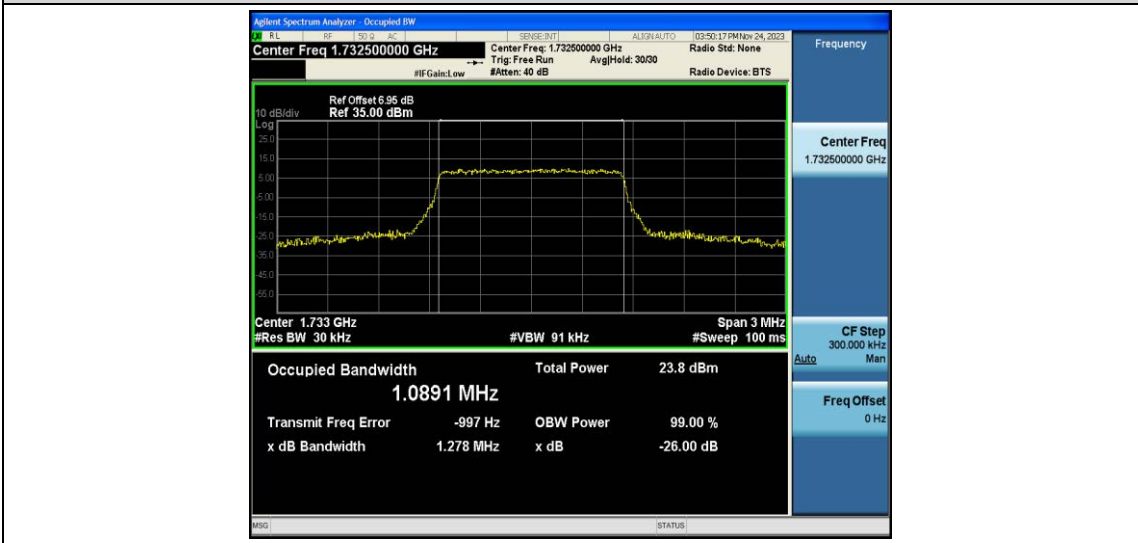 Agilent Spectrum Analyzer - Occupied BW
RL RF 50 Ω AC SENSE:INT ALIGNAUTO 03:50:17 PM Nov 24, 2023
Center Freq 1.732500000 GHz
Center Freq: 1.732500000 GHz
Radio Std: None
Trig: Free Run Avg|Hold: 30/30
#IFGain:Low
#Atten: 40 dB
Radio Device: BTS
Ref Offset 6.95 dB
10 dB/div Ref 35.00 dBm
Log
25.0
15.0
5.00
-5.00
-15.0
-25.0
-35.0
-45.0
-55.0
Center 1.733 GHz Span 3 MHz
#Res BW 30 kHz #VBW 91 kHz #Sweep 100 ms
Occupied Bandwidth Total Power 23.8 dBm
1.0891 MHz
Transmit Freq Error -997 Hz OBW Power 99.00 %
x dB Bandwidth 1.278 MHz x dB -26.00 dB
Frequency
Center Freq
1.732500000 GHz
CF Step
300.000 kHz
Auto Man
Freq Offset
0 Hz
MSG STATUS